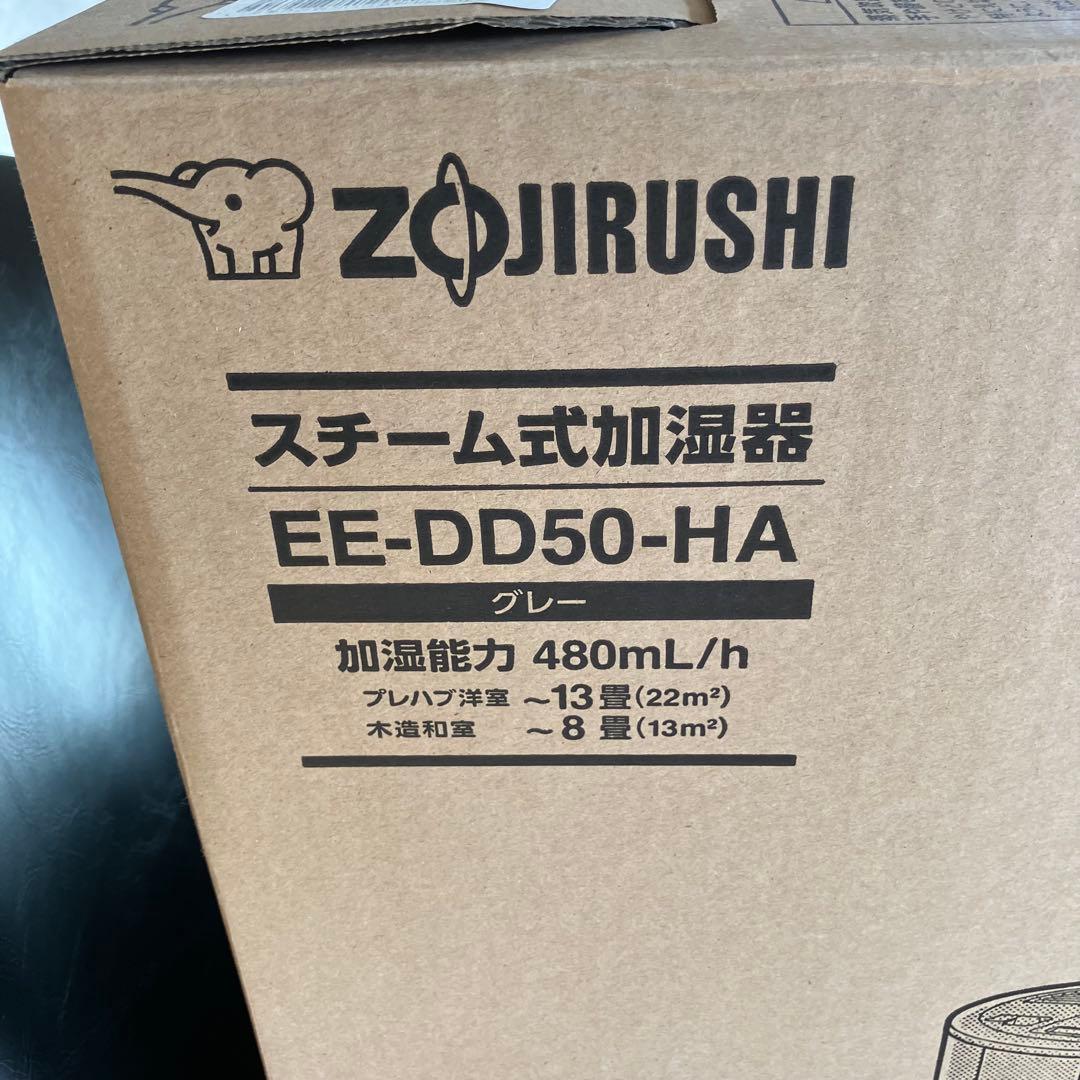 ZOJIRUSHI
スチーム式加湿器
EE-DD50-HA
グレー
加湿能力 480mL/h
プレハブ洋室 ~13畳(22m²)
木造和室 ~8畳(13m²)